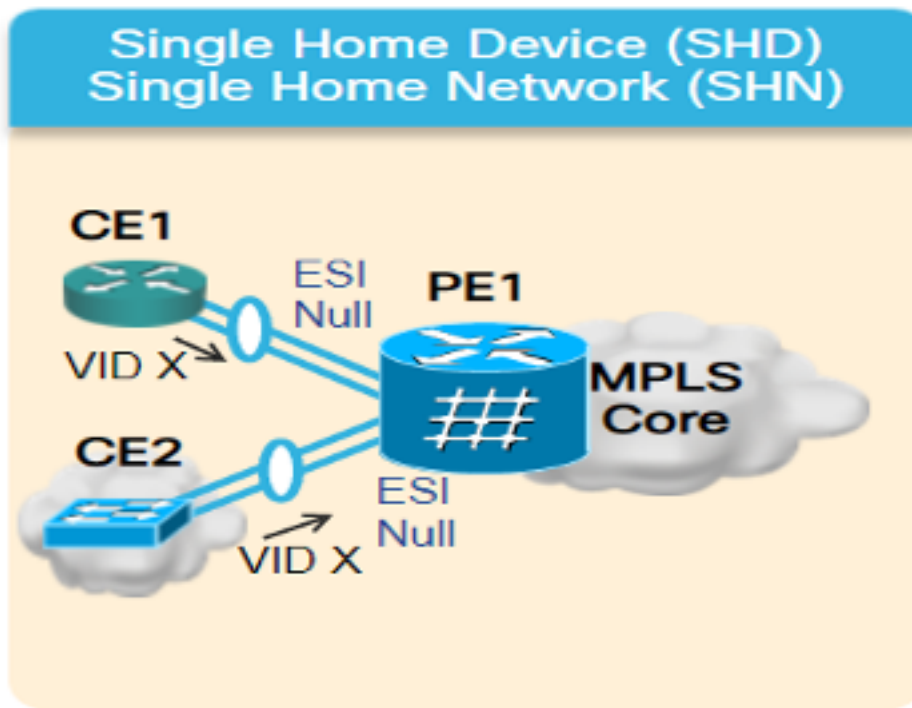 Single Home Device (SHD)
Single Home Network (SHN)
CE1
ESI
Null
PE1
VID X
MPLS
Core
CE2
ESI
Null
VID X